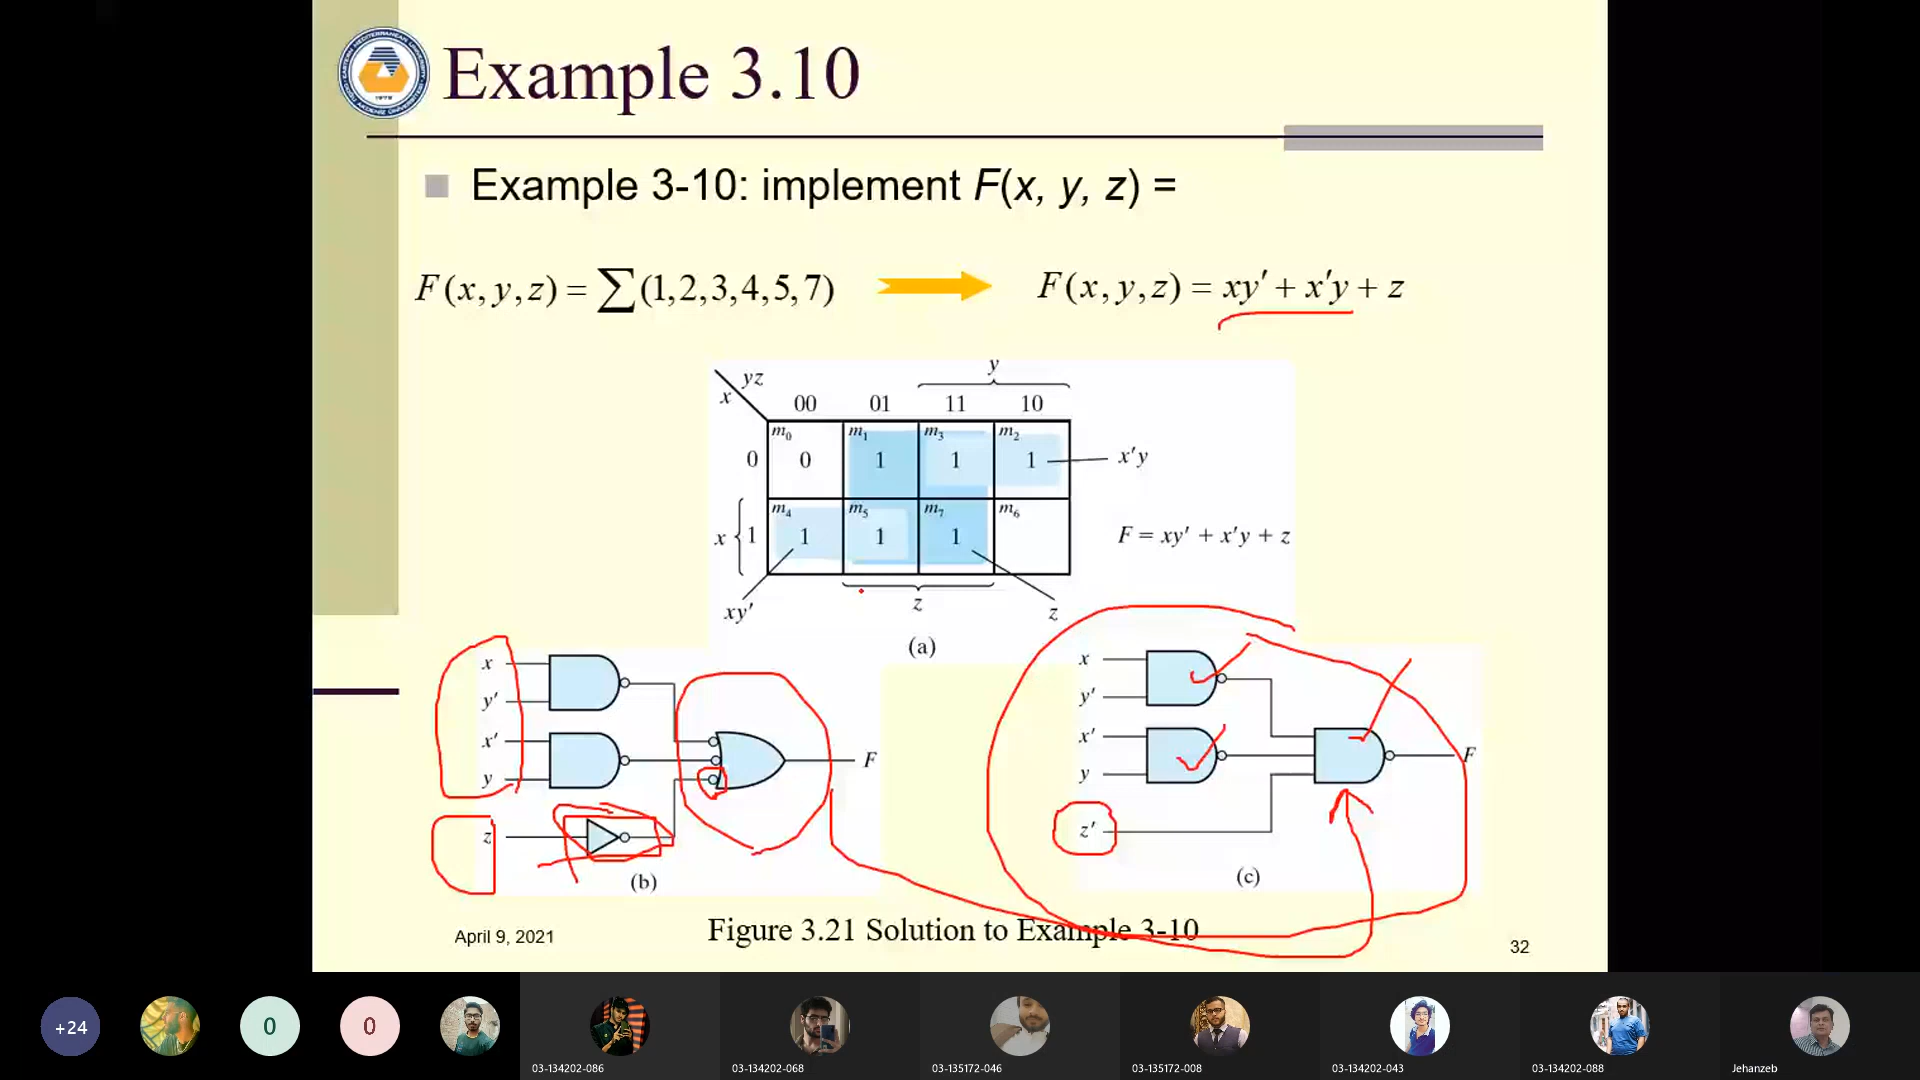 Example 3.10
Example 3-10: implement F(x, y, z) =
F(x, y, z) = ∑(1,2,3,4,5,7)
F(x, y, z) = xy′ + x′y + z
y
yz
x
00 01 11 10
m0 m1 m3 m2
0 0 1 1 1 x′y
m4 m5 m7 m6
x 1 1 1 1 F = xy′ + x′y + z
xy′ z z
(a)
x
y′
x′
y
z
F
(b)
x
y′
x′
y
z′
F
(c)
Figure 3.21 Solution to Example 3-10
April 9, 2021
32
+24
0
0
03-134202-086
03-134202-068
03-135172-046
03-135172-008
03-134202-043
03-134202-088
Jehanzeb